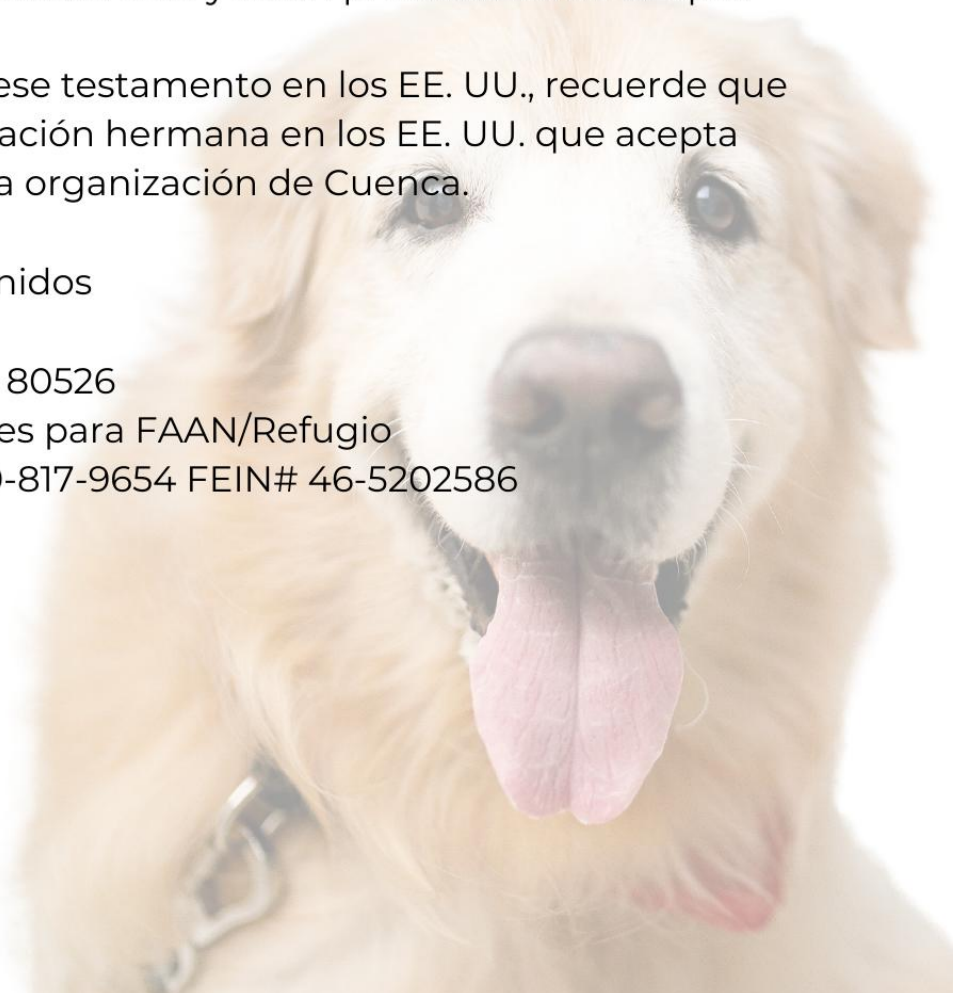 ese testamento en los EE. UU., recuerde que
ación hermana en los EE. UU. que acepta
a organización de Cuenca.
nidos
80526
es para FAAN/Refugio
-817-9654 FEIN# 46-5202586